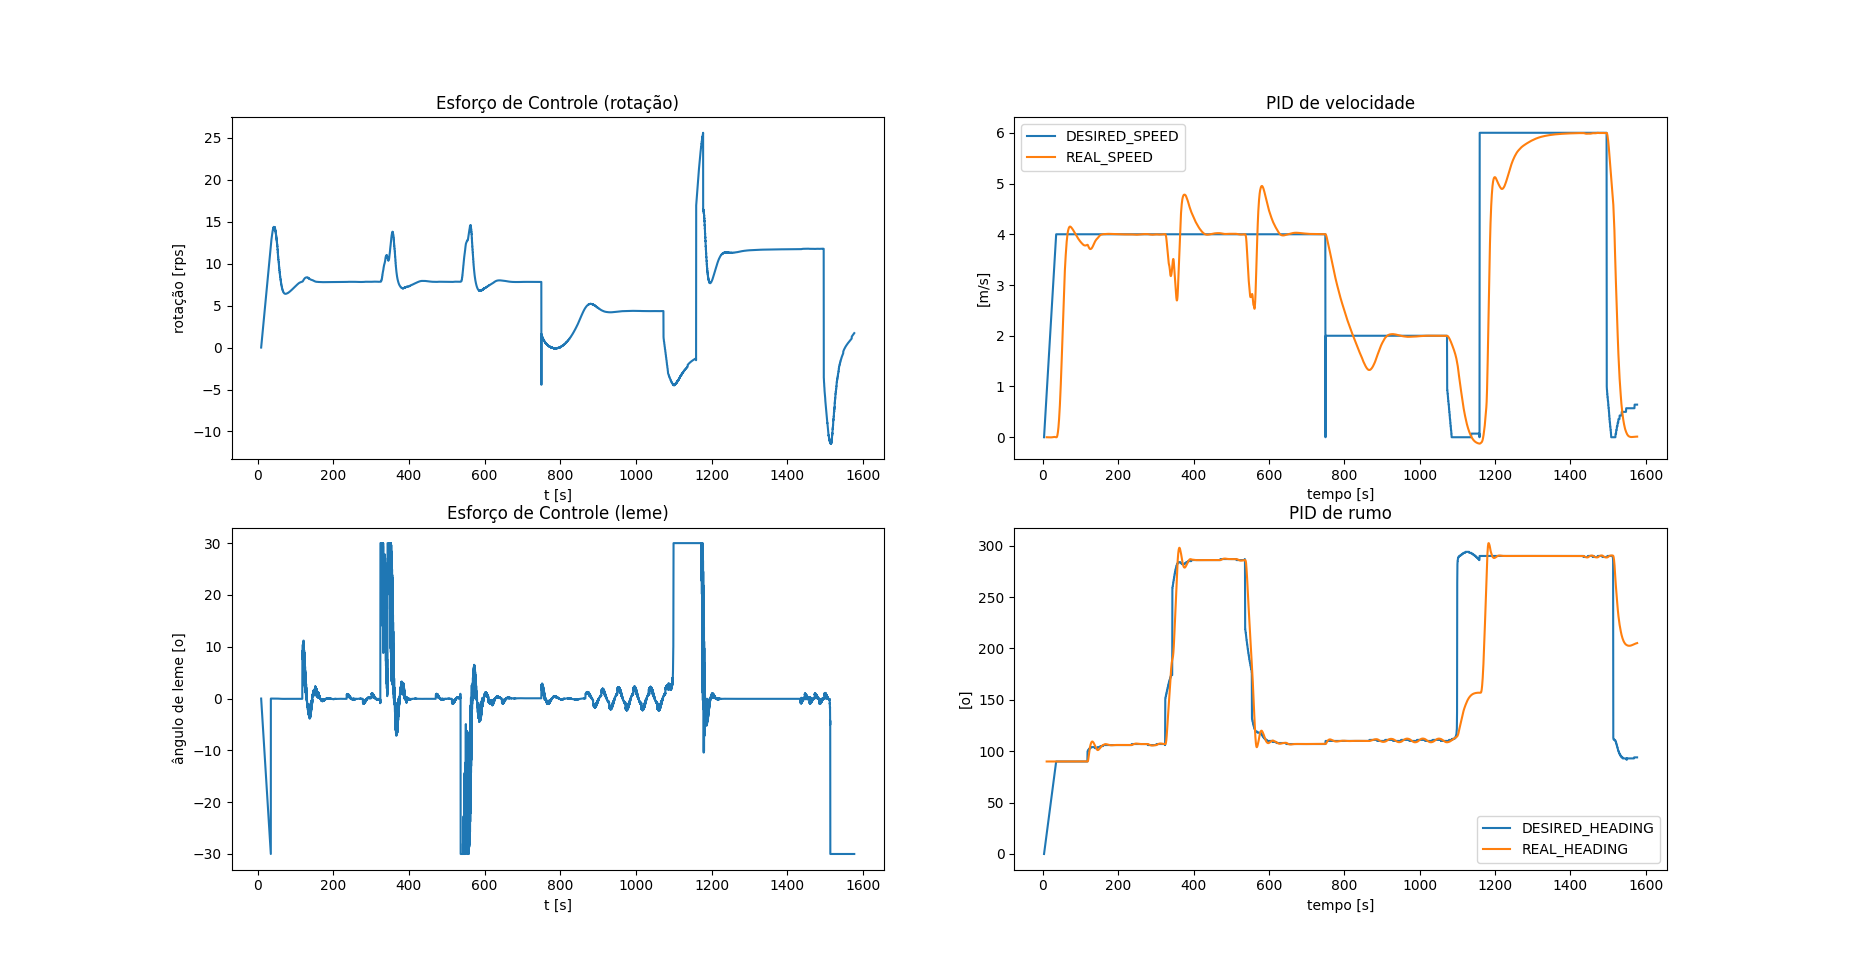 Esforço de Controle (rotação)
rotação [rps]
25
20
15
10
5
0
−5
−10
0 200 400 600 800 1000 1200 1400 1600
t [s]
PID de velocidade
DESIRED_SPEED
REAL_SPEED
[m/s]
6
5
4
3
2
1
0
0 200 400 600 800 1000 1200 1400 1600
tempo [s]
Esforço de Controle (leme)
ângulo de leme [o]
30
20
10
0
−10
−20
−30
0 200 400 600 800 1000 1200 1400 1600
t [s]
PID de rumo
[o]
300
250
200
150
100
50
0
DESIRED_HEADING
REAL_HEADING
0 200 400 600 800 1000 1200 1400 1600
tempo [s]